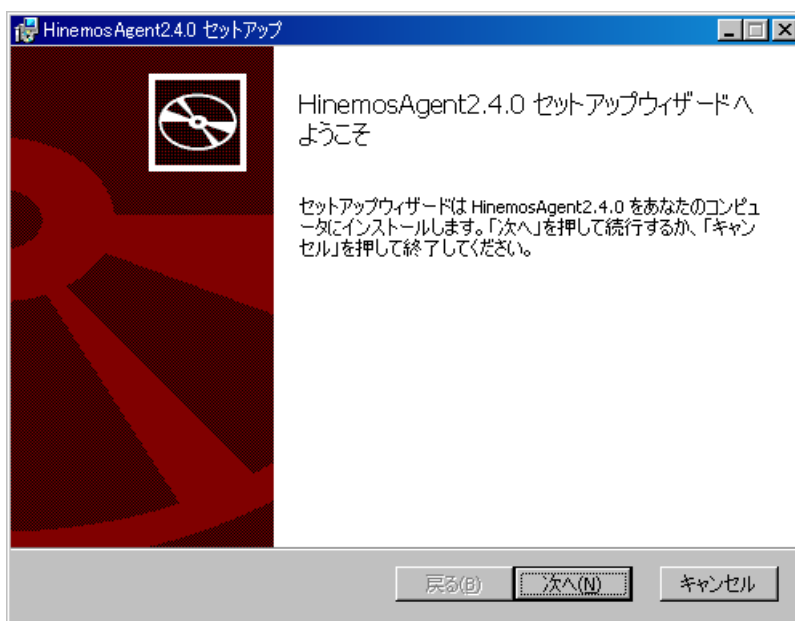 HinemosAgent2.4.0 セットアップ
HinemosAgent2.4.0 セットアップウィザードへ
ようこそ
セットアップウィザードは HinemosAgent2.4.0 をあなたのコンピュ
ータにインストールします。「次へ」を押して続行するか、「キャン
セル」を押して終了してください。
戻る(B) 次へ(N) キャンセル